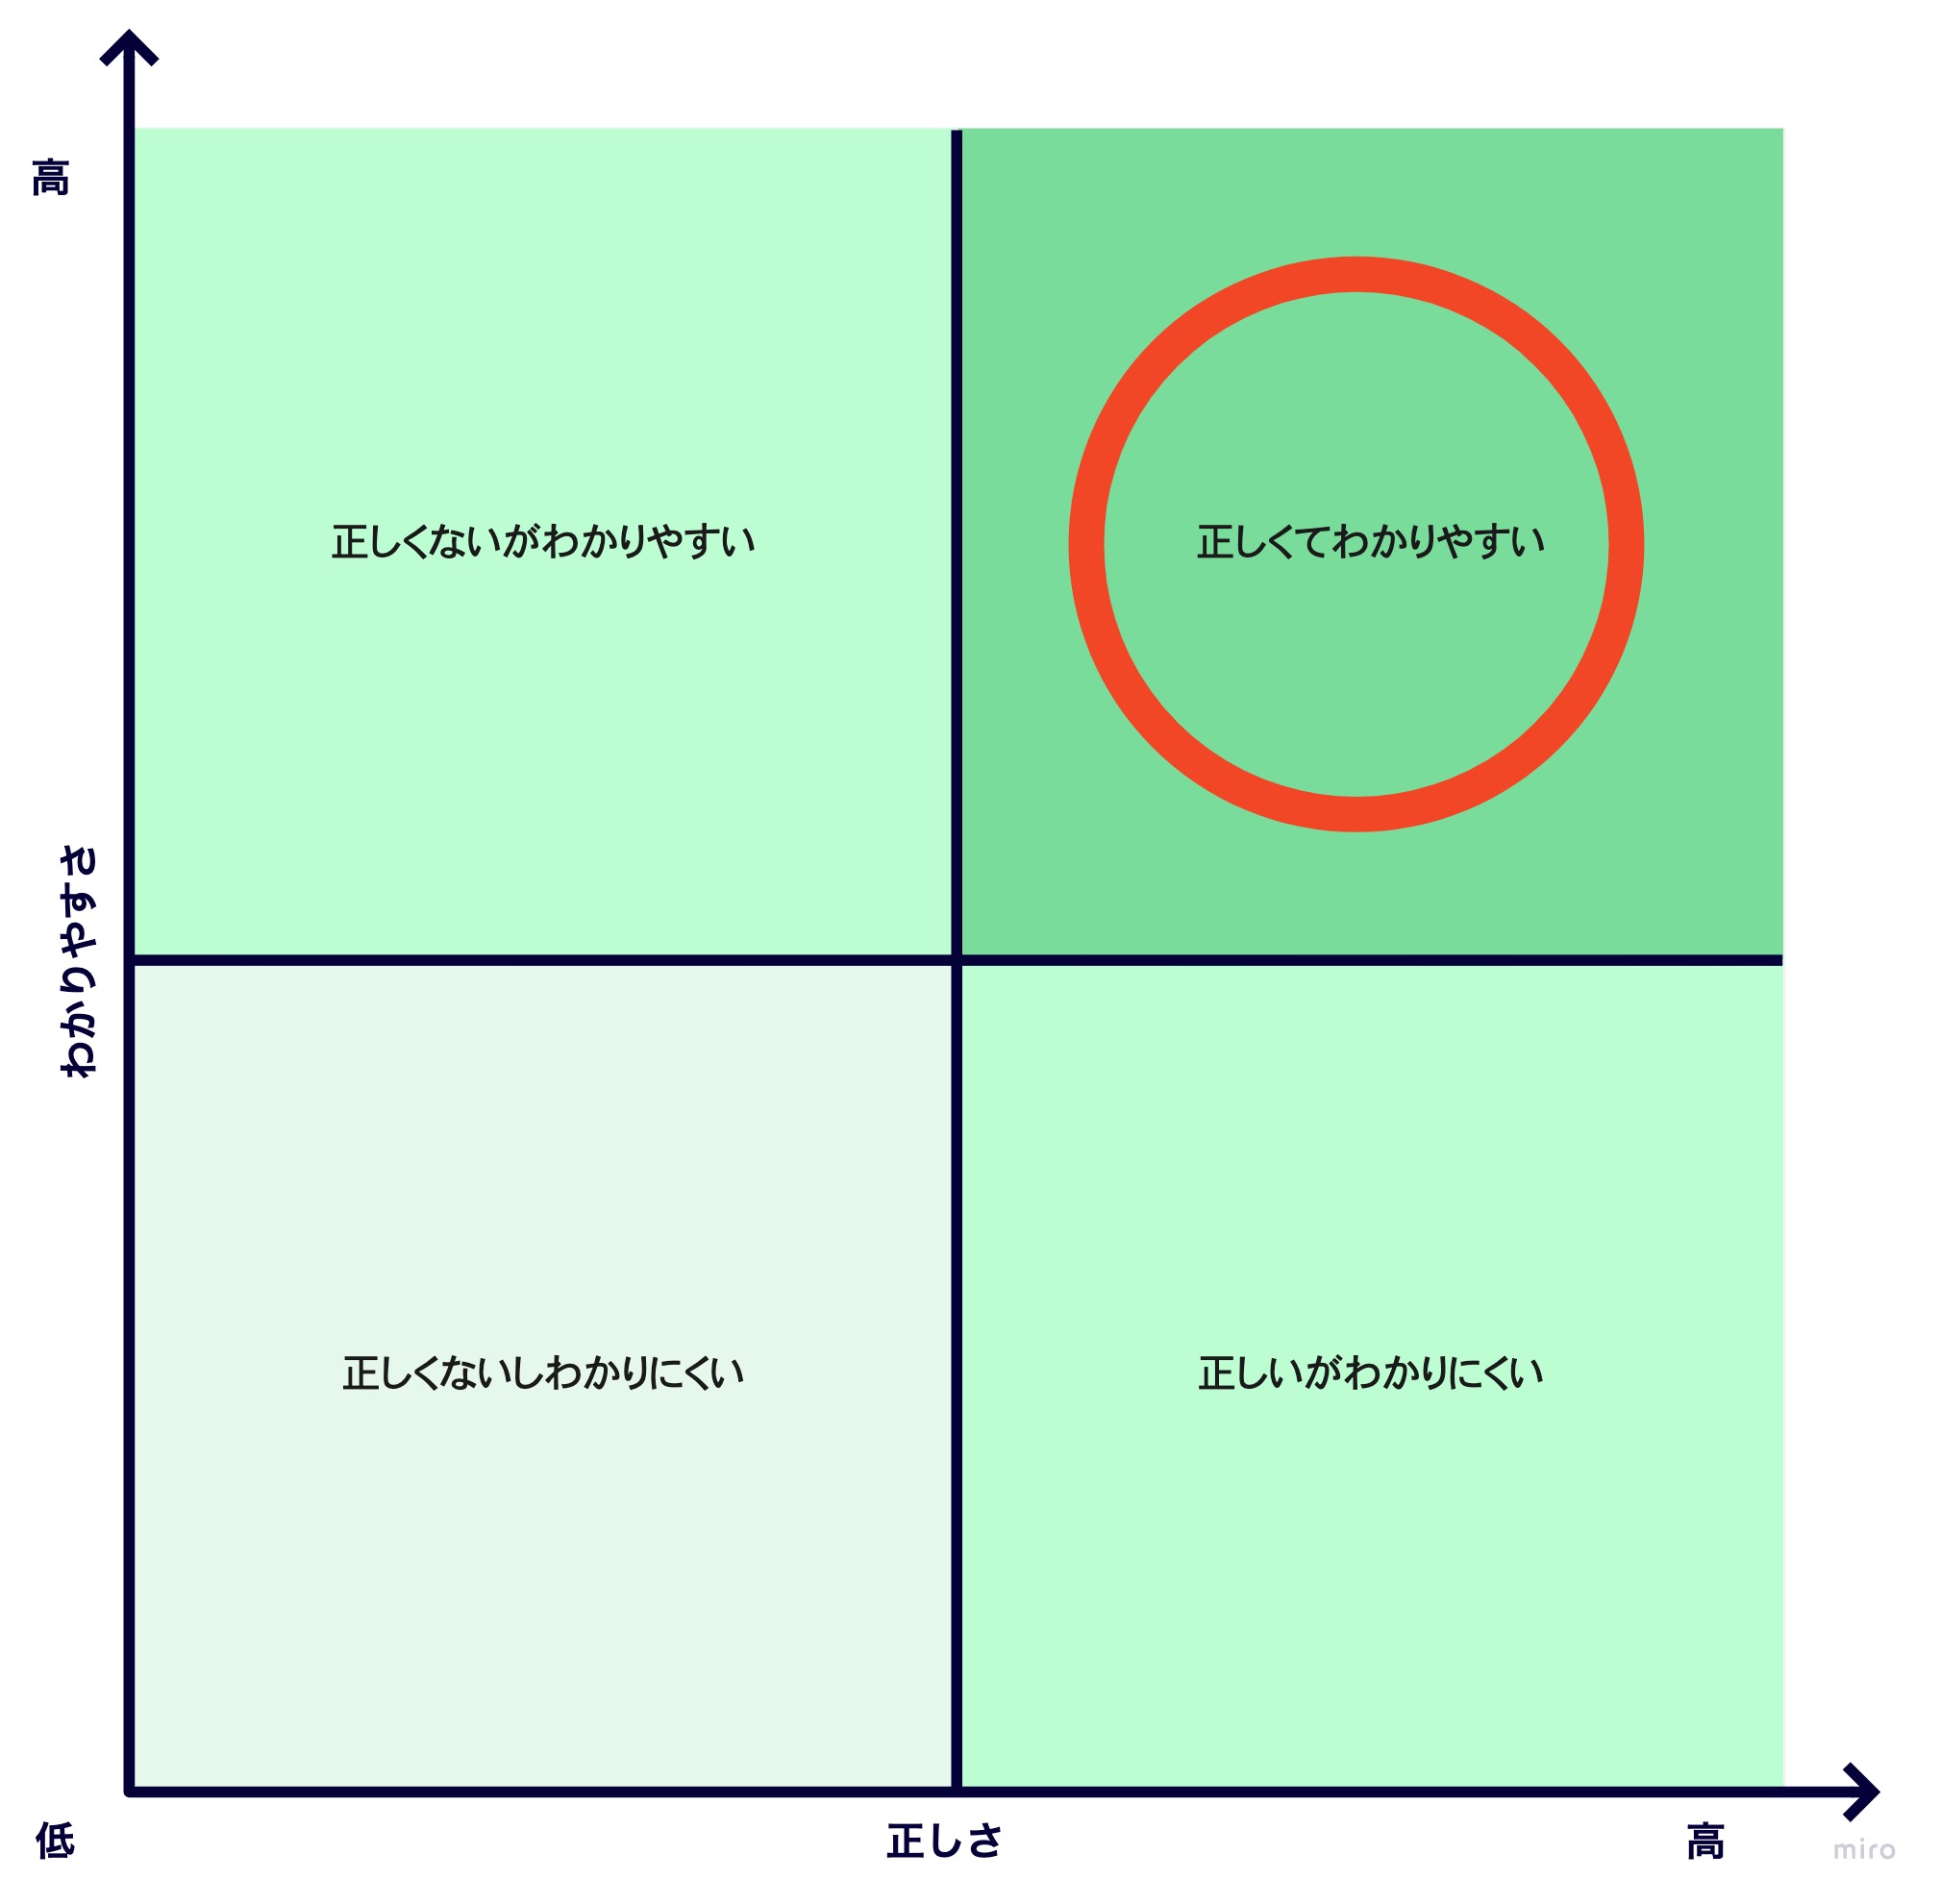 高
正しくないがわかりやすい
正しくてわかりやすい
わかりやすさ
正しくないしわかりにくい
正しいがわかりにくい
低
正しさ
高
miro